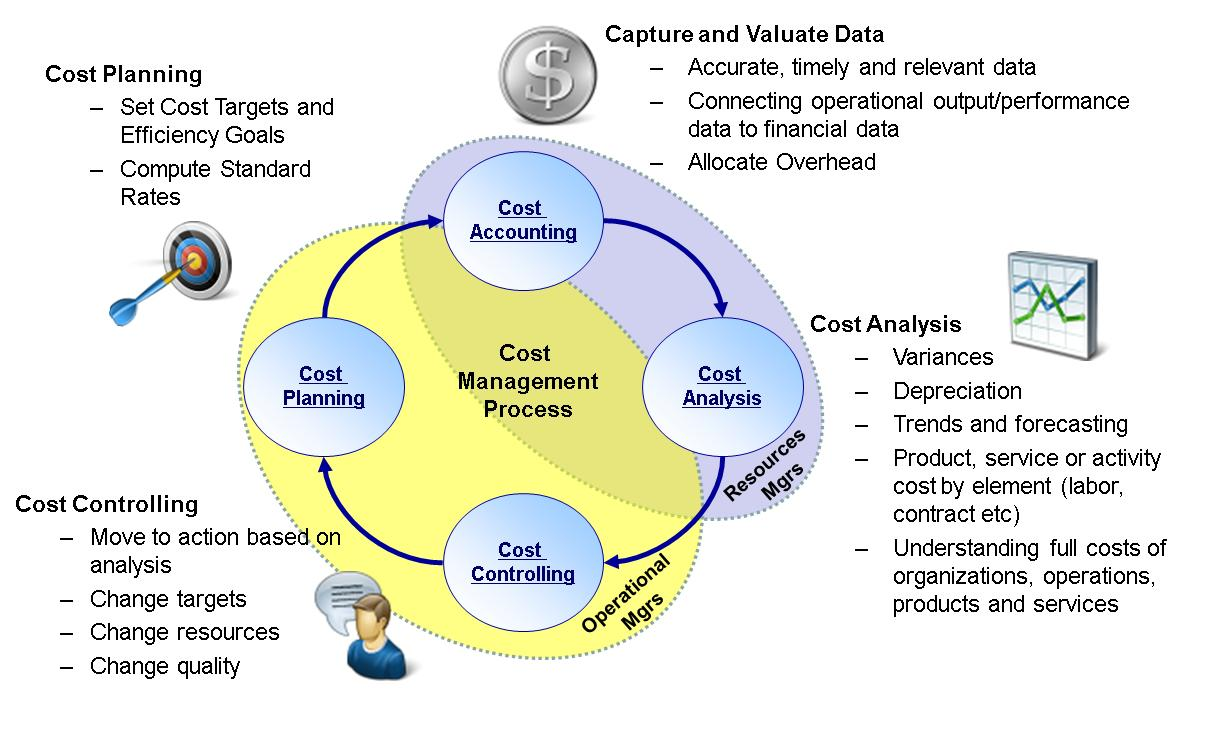 Capture and Valuate Data
– Accurate, timely and relevant data
– Connecting operational output/performance
data to financial data
– Allocate Overhead
Cost Planning
– Set Cost Targets and
Efficiency Goals
– Compute Standard
Rates
$
Cost
Accounting
Cost
Planning
Cost
Management
Process
Cost
Analysis
Cost
Controlling
Resources
Mgrs
Operational
Mgrs
Cost Analysis
– Variances
– Depreciation
– Trends and forecasting
– Product, service or activity
cost by element (labor,
contract etc)
– Understanding full costs of
organizations, operations,
products and services
Cost Controlling
– Move to action based on
analysis
– Change targets
– Change resources
– Change quality